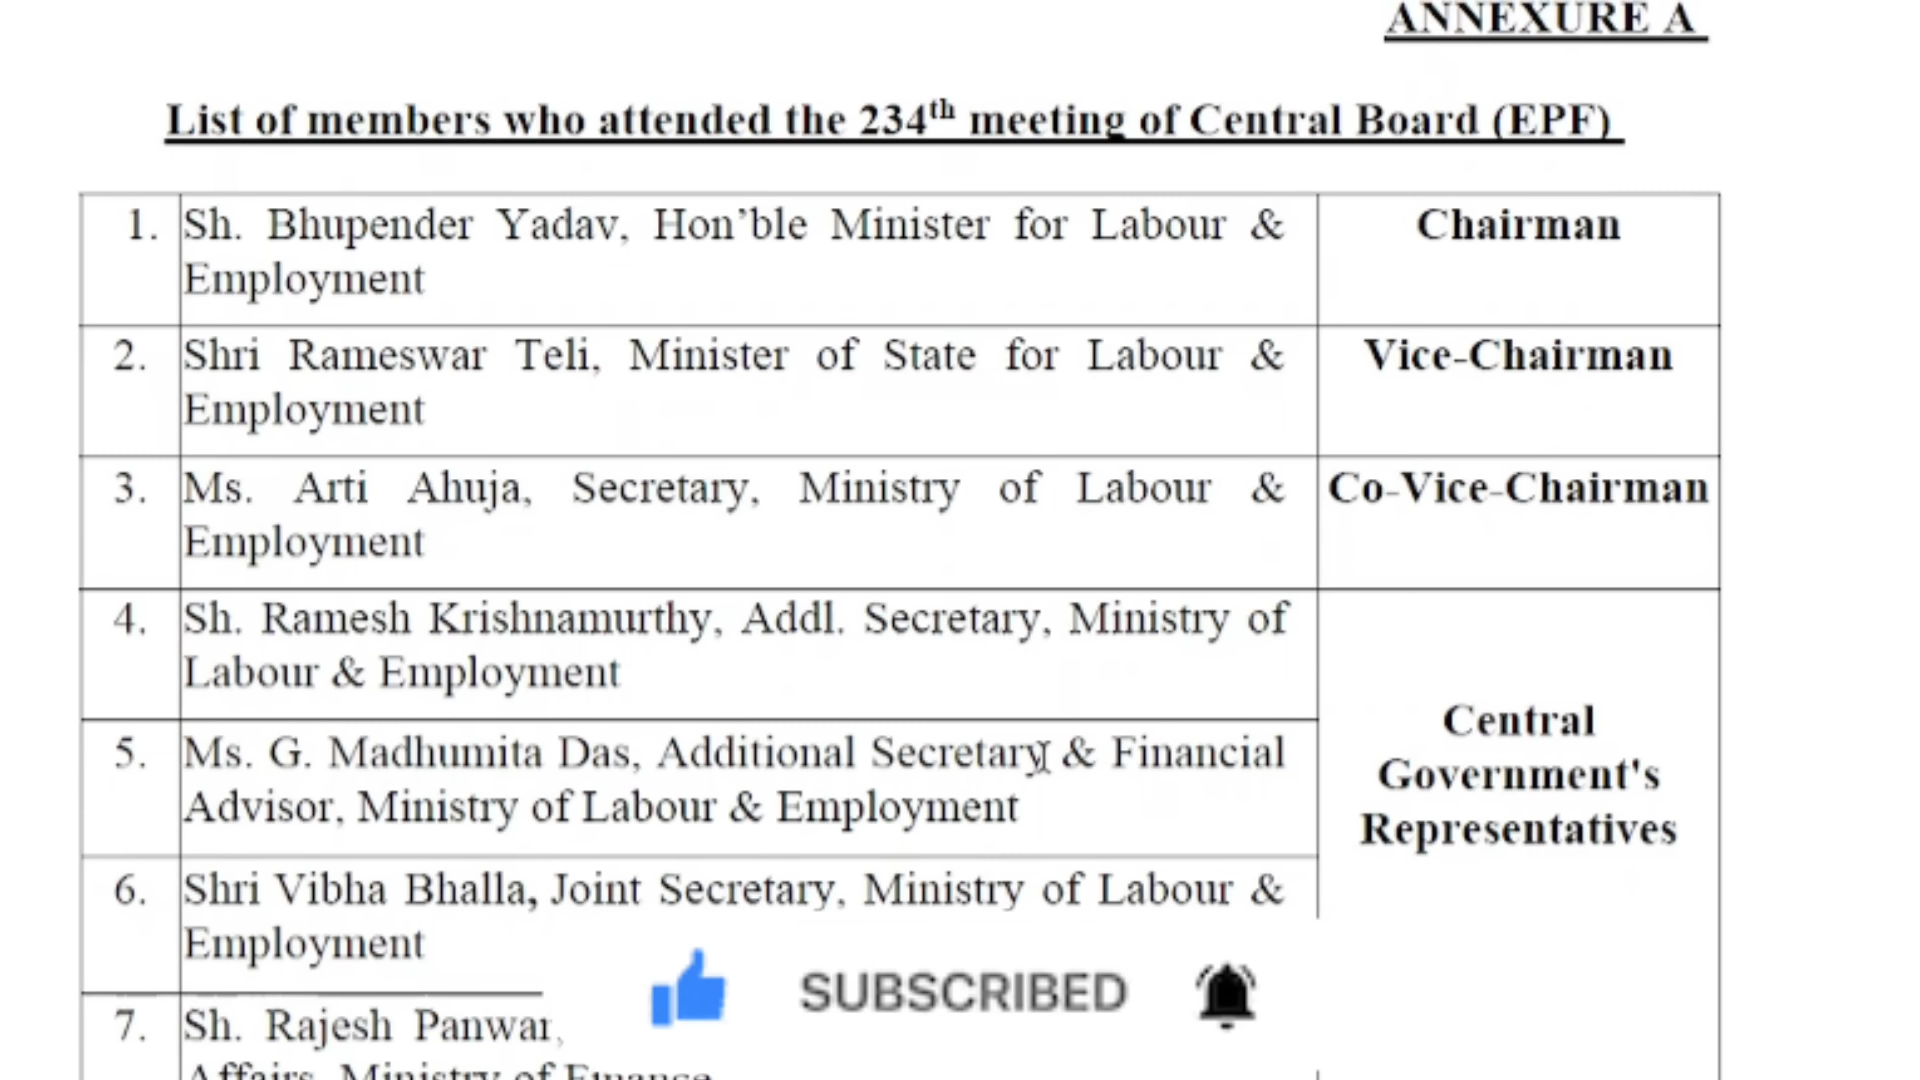 ANNEXURE A
List of members who attended the 234th meeting of Central Board (EPF)
1. Sh. Bhupender Yadav, Hon’ble Minister for Labour &
Employment
Chairman
2. Shri Rameswar Teli, Minister of State for Labour &
Employment
Vice-Chairman
3. Ms. Arti Ahuja, Secretary, Ministry of Labour &
Employment
Co-Vice-Chairman
4. Sh. Ramesh Krishnamurthy, Addl. Secretary, Ministry of
Labour & Employment
5. Ms. G. Madhumita Das, Additional Secretary & Financial
Advisor, Ministry of Labour & Employment
6. Shri Vibha Bhalla, Joint Secretary, Ministry of Labour &
Employment
Central
Government's
Representatives
7. Sh. Rajesh Panwar,
Affairs, Ministry of Finance
SUBSCRIBED